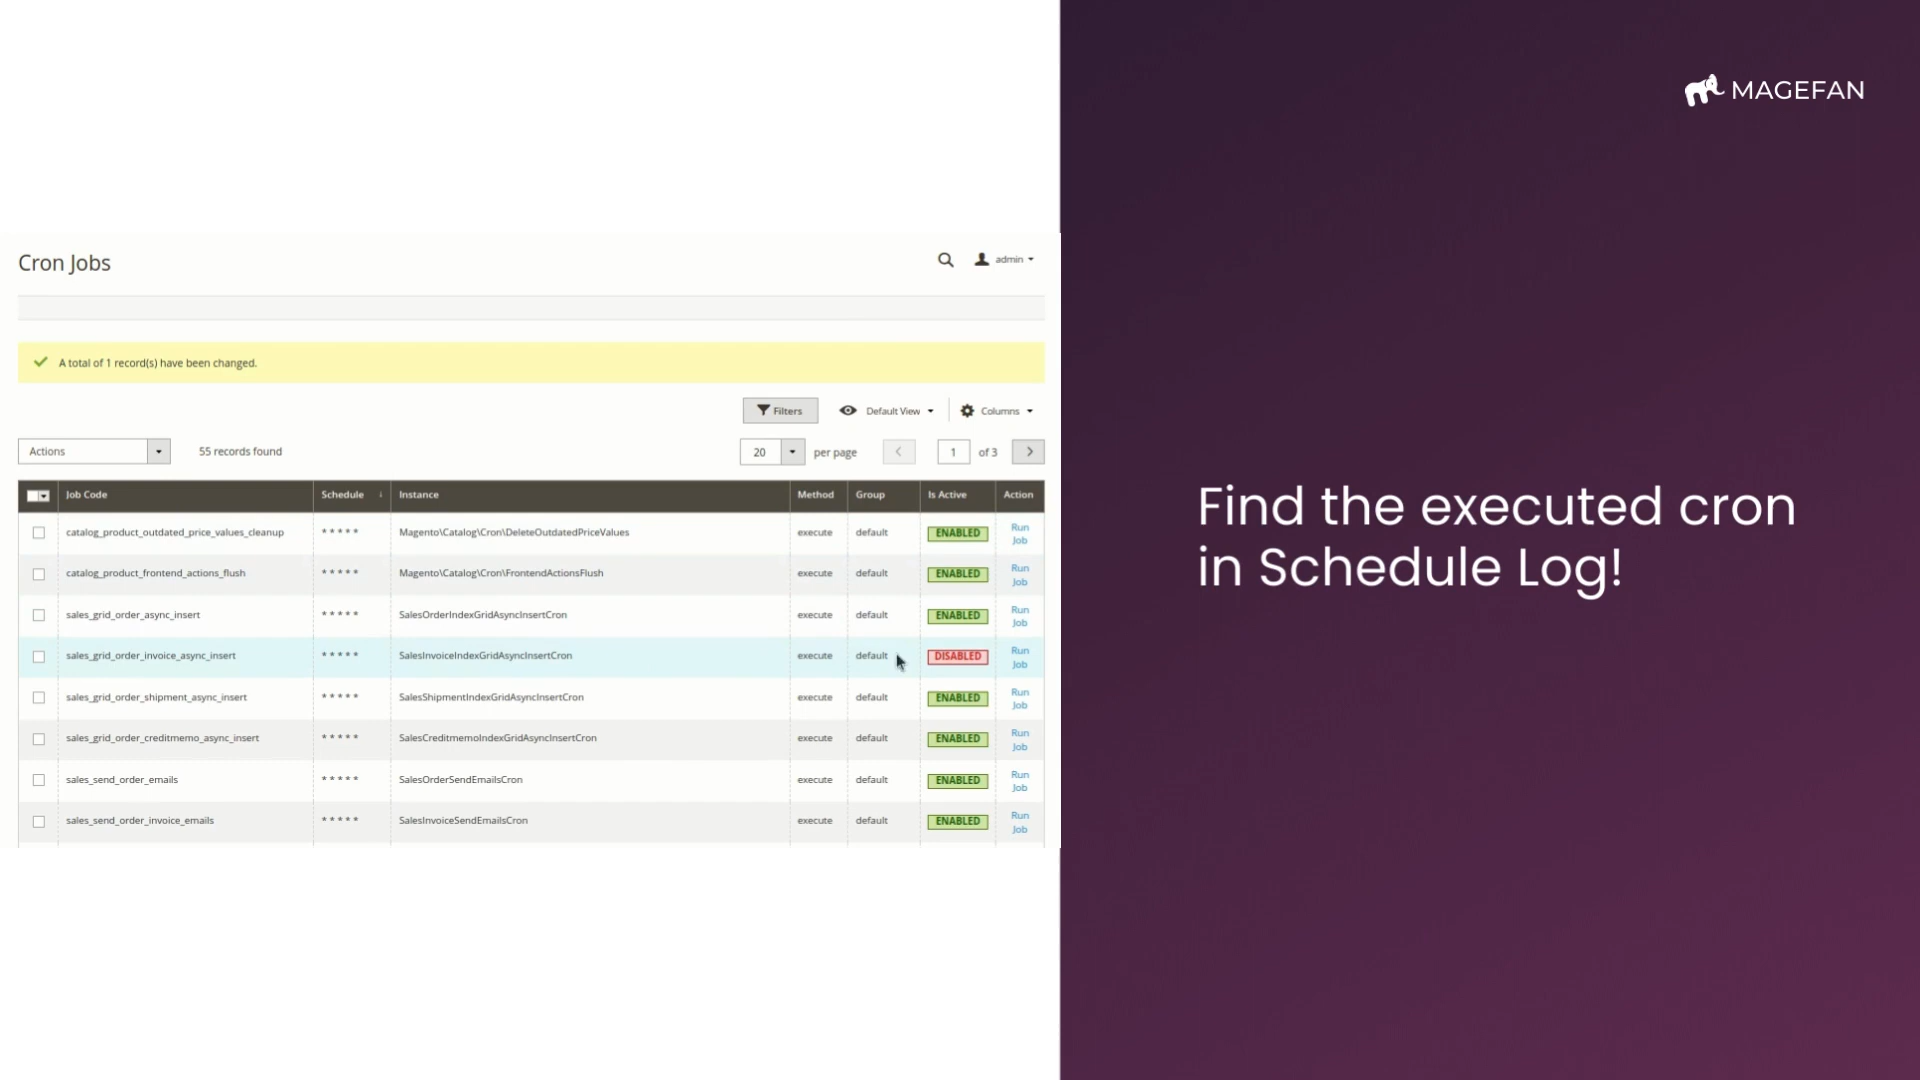 Cron Jobs
admin
A total of 1 record(s) have been changed.
Filters
Default View
Columns
Actions
55 records found
20
per page
1
of 3
Job Code Schedule ↓ Instance Method Group Is Active Action
catalog_product_outdated_price_values_cleanup * * * * * Magento\Catalog\Cron\DeleteOutdatedPriceValues execute default ENABLED Run Job
catalog_product_frontend_actions_flush * * * * * Magento\Catalog\Cron\FrontendActionsFlush execute default ENABLED Run Job
sales_grid_order_async_insert * * * * * SalesOrderIndexGridAsyncInsertCron execute default ENABLED Run Job
sales_grid_order_invoice_async_insert * * * * * SalesInvoiceIndexGridAsyncInsertCron execute default DISABLED Run Job
sales_grid_order_shipment_async_insert * * * * * SalesShipmentIndexGridAsyncInsertCron execute default ENABLED Run Job
sales_grid_order_creditmemo_async_insert * * * * * SalesCreditmemoIndexGridAsyncInsertCron execute default ENABLED Run Job
sales_send_order_emails * * * * * SalesOrderSendEmailsCron execute default ENABLED Run Job
sales_send_order_invoice_emails * * * * * SalesInvoiceSendEmailsCron execute default ENABLED Run Job
MAGEFAN
Find the executed cron
in Schedule Log!